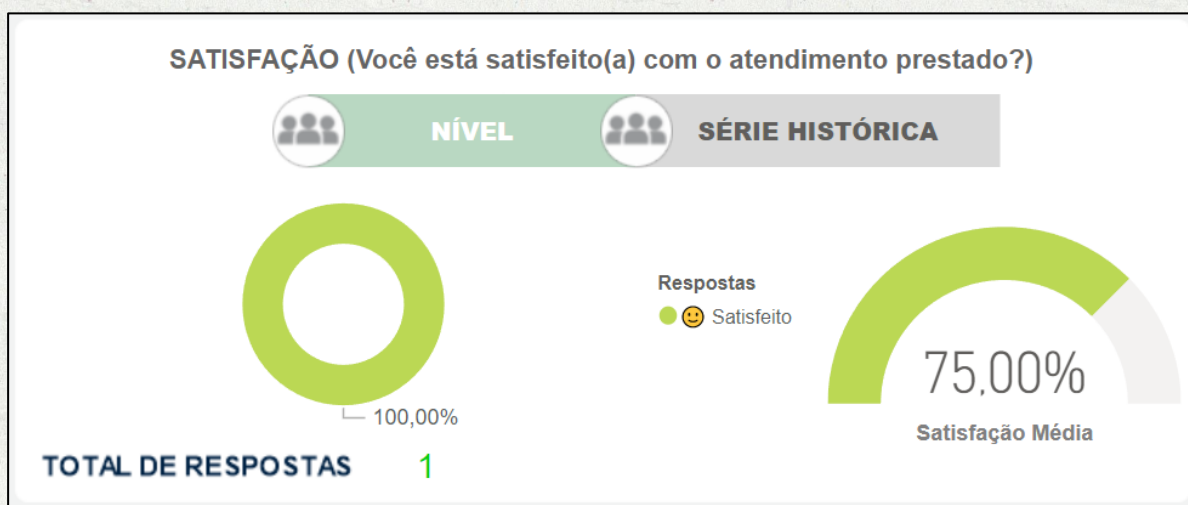 SATISFAÇÃO (Você está satisfeito(a) com o atendimento prestado?)
NÍVEL
SÉRIE HISTÓRICA
100,00%
Respostas
Satisfeito
75,00%
Satisfação Média
TOTAL DE RESPOSTAS 1